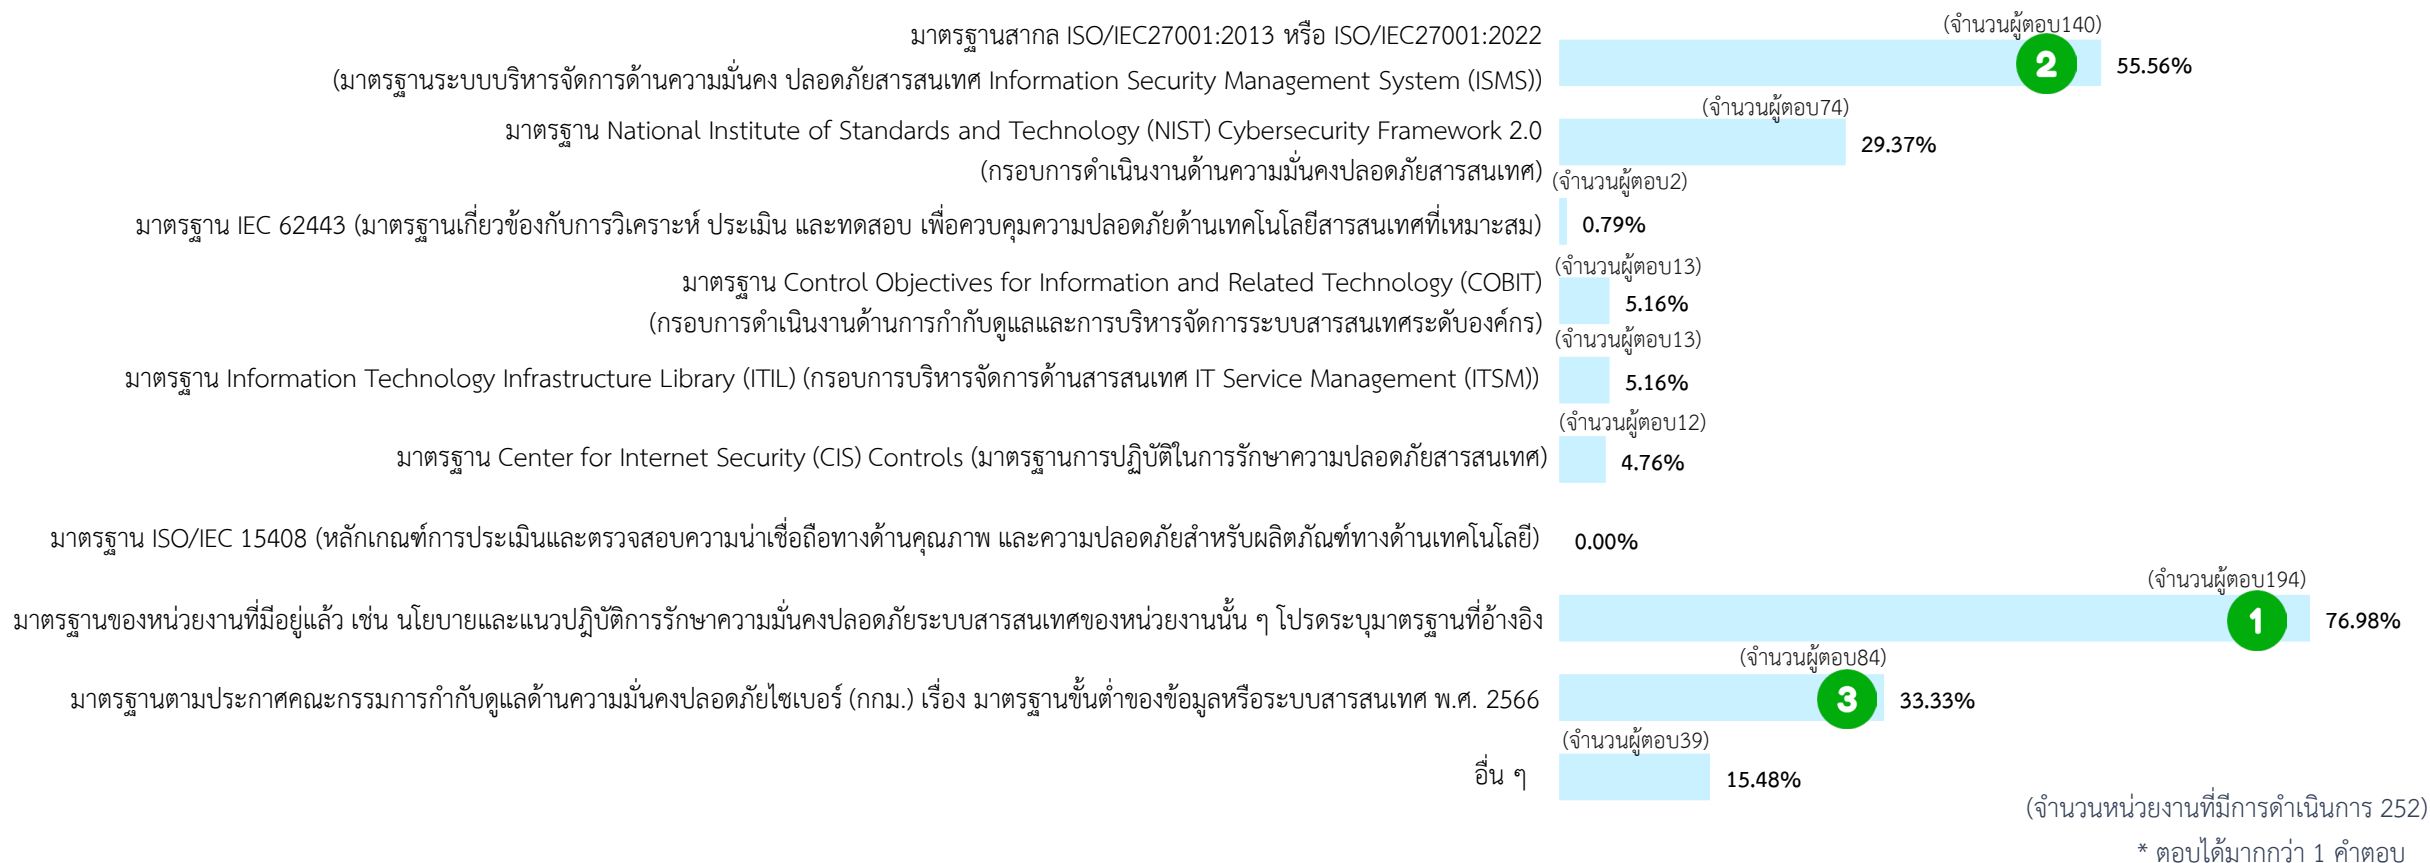 (จำนวนผู้ตอบ140)
มาตรฐานสากล ISO/IEC27001:2013 หรือ ISO/IEC27001:2022
(มาตรฐานระบบบริหารจัดการด้านความมั่นคง ปลอดภัยสารสนเทศ Information Security Management System (ISMS))
2
55.56%
(จำนวนผู้ตอบ74)
มาตรฐาน National Institute of Standards and Technology (NIST) Cybersecurity Framework 2.0
(กรอบการดำเนินงานด้านความมั่นคงปลอดภัยสารสนเทศ)
29.37%
(จำนวนผู้ตอบ2)
มาตรฐาน IEC 62443 (มาตรฐานเกี่ยวข้องกับการวิเคราะห์ ประเมิน และทดสอบ เพื่อควบคุมความปลอดภัยด้านเทคโนโลยีสารสนเทศที่เหมาะสม)
0.79%
(จำนวนผู้ตอบ13)
มาตรฐาน Control Objectives for Information and Related Technology (COBIT)
(กรอบการดำเนินงานด้านการกำกับดูแลและการบริหารจัดการระบบสารสนเทศระดับองค์กร)
5.16%
(จำนวนผู้ตอบ13)
มาตรฐาน Information Technology Infrastructure Library (ITIL) (กรอบการบริหารจัดการด้านสารสนเทศ IT Service Management (ITSM))
5.16%
(จำนวนผู้ตอบ12)
มาตรฐาน Center for Internet Security (CIS) Controls (มาตรฐานการปฏิบัติในการรักษาความปลอดภัยสารสนเทศ)
4.76%
มาตรฐาน ISO/IEC 15408 (หลักเกณฑ์การประเมินและตรวจสอบความน่าเชื่อถือทางด้านคุณภาพ และความปลอดภัยสำหรับผลิตภัณฑ์ทางด้านเทคโนโลยี)
0.00%
(จำนวนผู้ตอบ194)
มาตรฐานของหน่วยงานที่มีอยู่แล้ว เช่น นโยบายและแนวปฎิบัติการรักษาความมั่นคงปลอดภัยระบบสารสนเทศของหน่วยงานนั้น ๆ โปรดระบุมาตรฐานที่อ้างอิง
1
76.98%
(จำนวนผู้ตอบ84)
มาตรฐานตามประกาศคณะกรรมการกำกับดูแลด้านความมั่นคงปลอดภัยไซเบอร์ (กกม.) เรื่อง มาตรฐานขั้นต่ำของข้อมูลหรือระบบสารสนเทศ พ.ศ. 2566
3
33.33%
(จำนวนผู้ตอบ39)
อื่น ๆ
15.48%
(จำนวนหน่วยงานที่มีการดำเนินการ 252)
* ตอบได้มากกว่า 1 คำตอบ